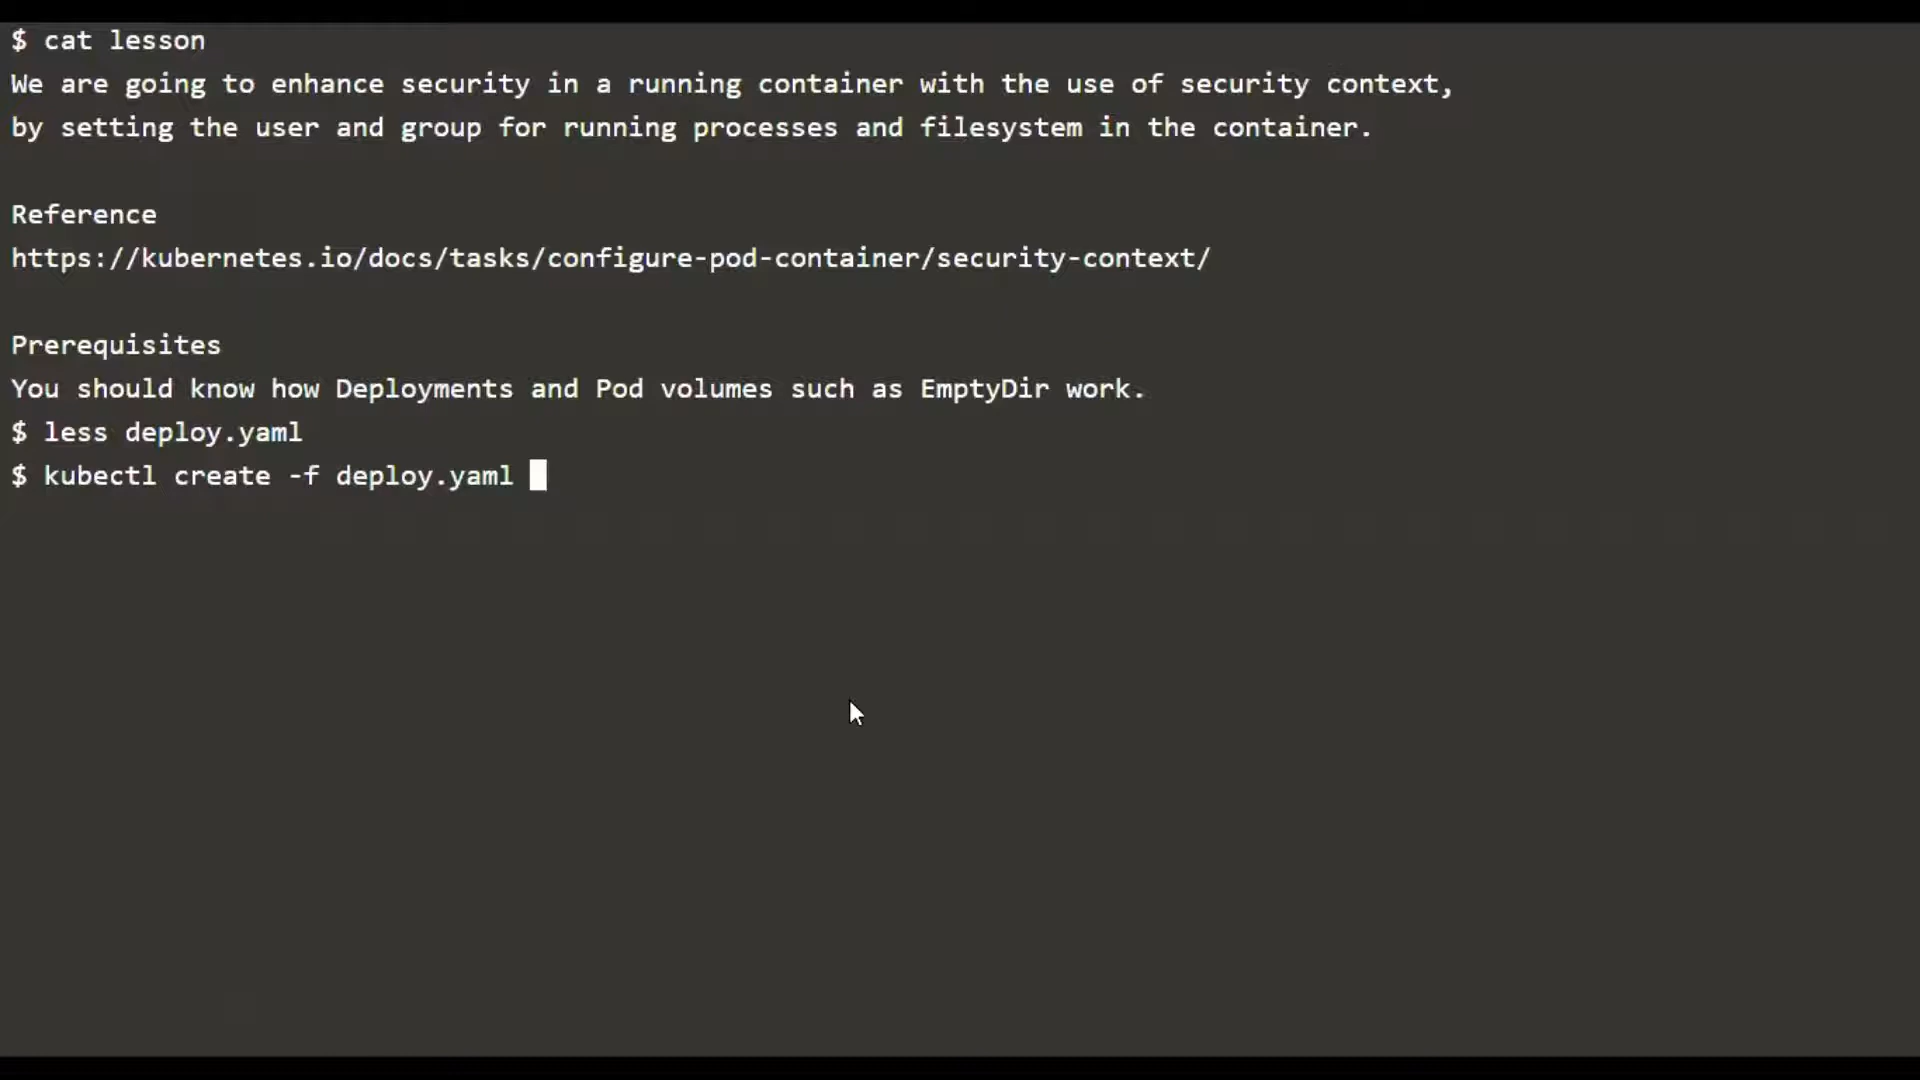 $ cat lesson
We are going to enhance security in a running container with the use of security context,
by setting the user and group for running processes and filesystem in the container.
Reference
https://kubernetes.io/docs/tasks/configure-pod-container/security-context/
Prerequisites
You should know how Deployments and Pod volumes such as EmptyDir work.
$ less deploy.yaml
$ kubectl create -f deploy.yaml